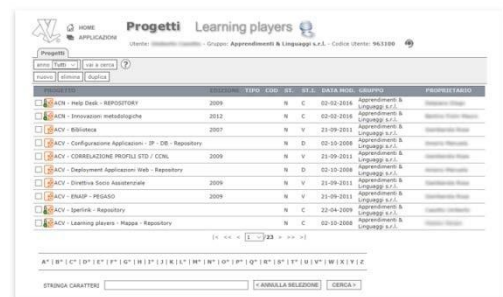 HOME
APPLICAZIONI
Progetti Learning players
Utente: - Gruppo: Apprendimenti & Linguaggi s.r.l. - Codice Utente: 963100
Progetti
anno Tutti vai a cerca ?
nuovo elimina duplica
PROGETTO EDIZIONE TIPO COD ST. ST.L DATA MOD. GRUPPO PROPRIETARIO
ACN - Help Desk - REPOSITORY 2009 N C 02-02-2016 Apprendimenti & Linguaggi s.r.l.
ACN - Innovazioni metodologiche 2012 N C 02-02-2016 Apprendimenti & Linguaggi s.r.l.
ACV - Biblioteca 2007 N V 21-09-2011 Apprendimenti & Linguaggi s.r.l.
ACV - Configurazione Applicazioni - IF - DB - Repository N D 02-10-2008 Apprendimenti & Linguaggi s.r.l.
ACV - CORRELAZIONE PROFILI STD / CCNL 2009 N V 21-09-2011 Apprendimenti & Linguaggi s.r.l.
ACV - Deployment Applicazioni Web - Repository N D 02-10-2008 Apprendimenti & Linguaggi s.r.l.
ACV - Direttiva Socio Assistenziale 2009 N V 21-09-2011 Apprendimenti & Linguaggi s.r.l.
ACV - ENAIP - PEGASO 2009 N V 21-09-2011 Apprendimenti & Linguaggi s.r.l.
ACV - Iperlink - Repository N C 22-04-2009 Apprendimenti & Linguaggi s.r.l.
ACV - Learning players - Mappa - Repository N C 02-10-2008 Apprendimenti & Linguaggi s.r.l.
|< << < 1 /23 > >> >|
A° | B° | C° | D° | E° | F° | G° | H | I° | J | K | L° | M° | N° | O° | P° | Q° | R° | S° | T° | U | V° | W | X | Y | Z
STRINGA CARATTERI < ANNULLA SELEZIONE CERCA >